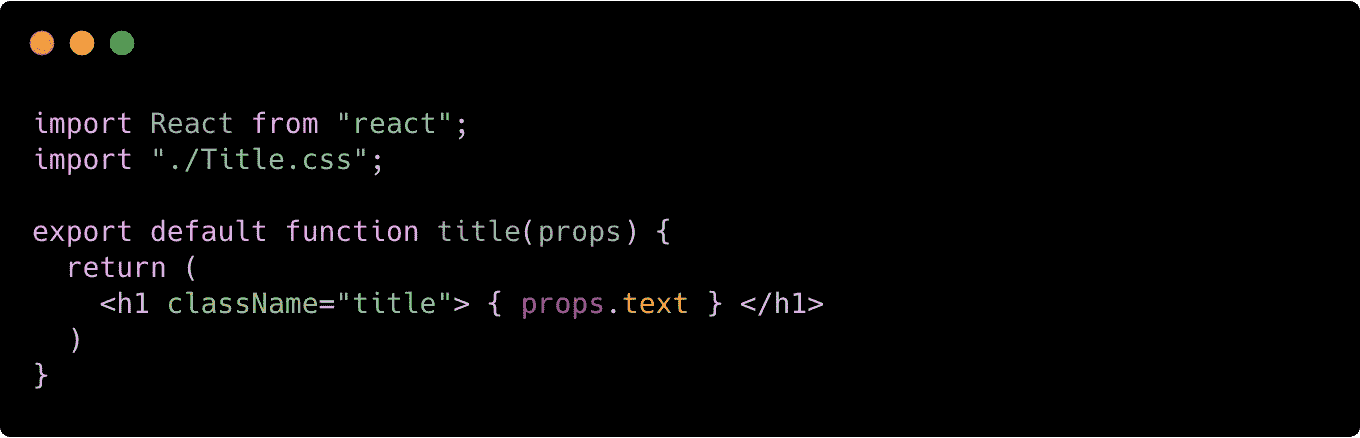 import React from "react";
import "./Title.css";

export default function title(props) {
  return (
    <h1 className="title"> { props.text } </h1>
  )
}